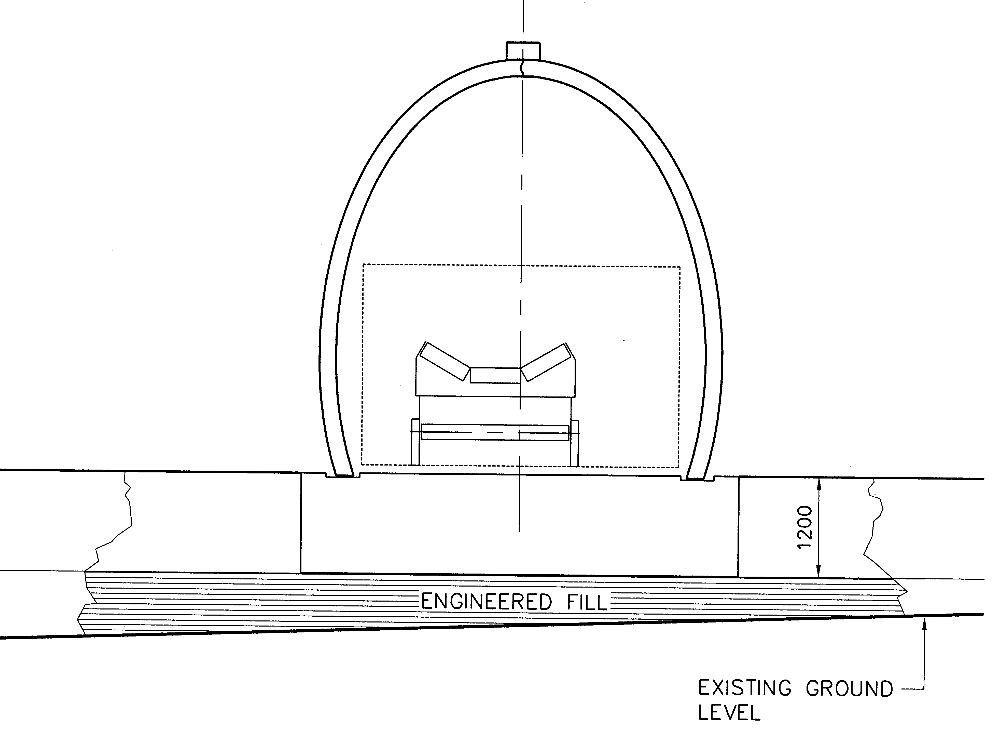 1200
ENGINEERED FILL
EXISTING GROUND
LEVEL